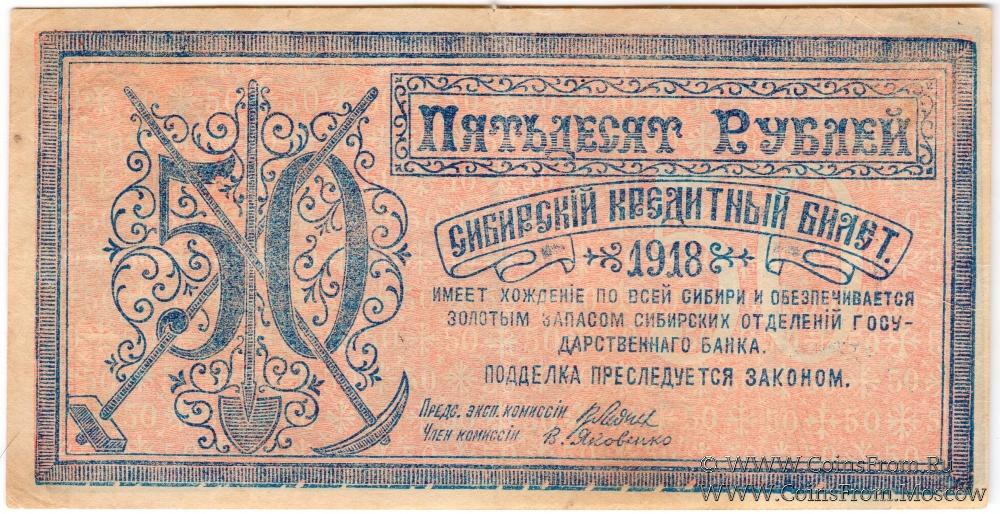 50
Пятьдесят Рублей
Сибирскій Кредитный Билет.
1918
ИМЕЕТ ХОЖДЕНІЕ ПО ВСЕЙ СИБИРИ И ОБЕЗПЕЧИВАЕТСЯ
ЗОЛОТЫМ ЗАПАСОМ СИБИРСКИХ ОТДЕЛЕНІЙ ГОСУ-
ДАРСТВЕННАГО БАНКА.
ПОДДЕЛКА ПРЕСЛЕДУЕТСЯ ЗАКОНОМ.
Предс. эксп. комиссіи
Член комиссіи В. Яковенко
© www.CoinsFrom.Ru
www.CoinsFrom.Moscow